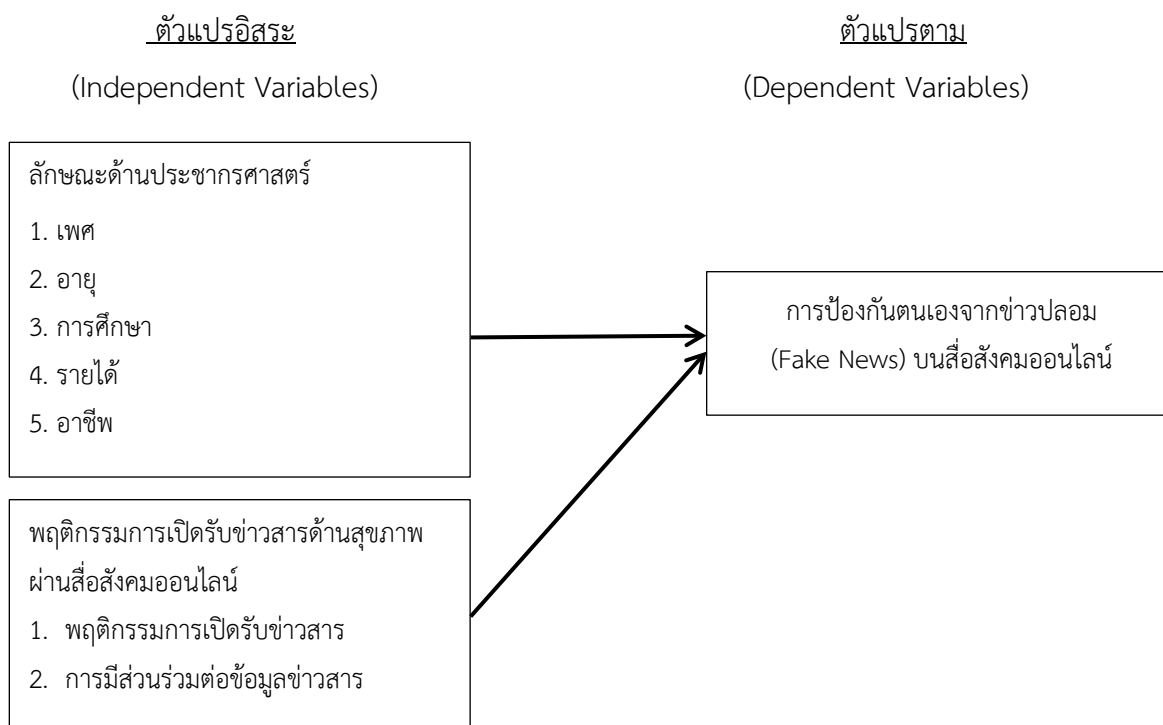 ตัวแปรอิสระ
(Independent Variables)
ตัวแปรตาม
(Dependent Variables)
ลักษณะด้านประชากรศาสตร์
1. เพศ
2. อายุ
3. การศึกษา
4. รายได้
5. อาชีพ
พฤติกรรมการเปิดรับข่าวสารด้านสุขภาพ
ผ่านสื่อสังคมออนไลน์
1. พฤติกรรมการเปิดรับข่าวสาร
2. การมีส่วนร่วมต่อข้อมูลข่าวสาร
การป้องกันตนเองจากข่าวปลอม
(Fake News) บนสื่อสังคมออนไลน์